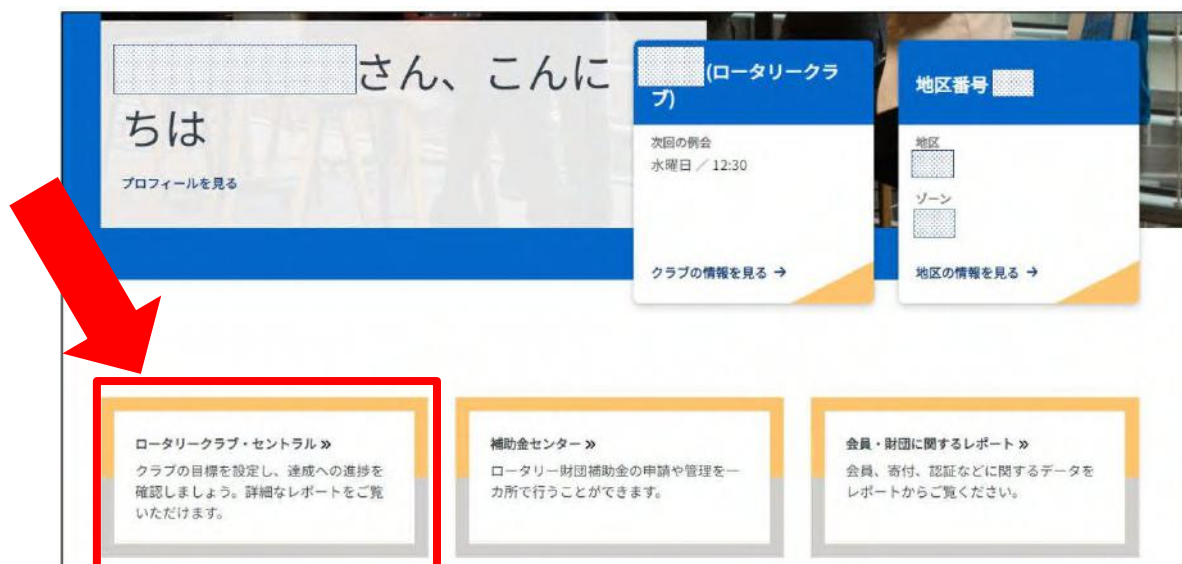 さん、こんに
ちは
プロフィールを見る
(ロータリークラ
ブ)
次回の例会
水曜日 ／ 12:30
クラブの情報を見る →
地区番号
地区
ゾーン
地区の情報を見る →
ロータリークラブ・セントラル »
クラブの目標を設定し、達成への進捗を
確認しましょう。詳細なレポートをご覧
いただけます。
補助金センター »
ロータリー財団補助金の申請や管理を一
カ所で行うことができます。
会員・財団に関するレポート »
会員、寄付、認証などに関するデータを
レポートからご覧ください。